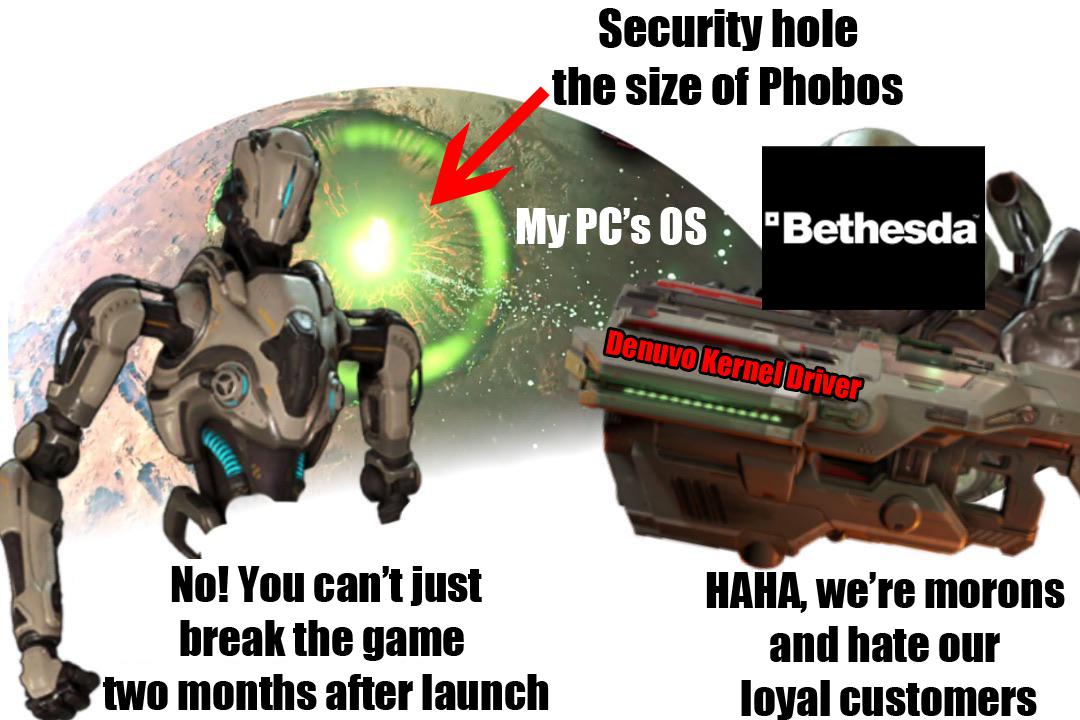 Security hole
the size of Phobos
My PC's OS
Bethesda™
Denuvo Kernel Driver
No! You can't just
break the game
two months after launch
HAHA, we're morons
and hate our
loyal customers